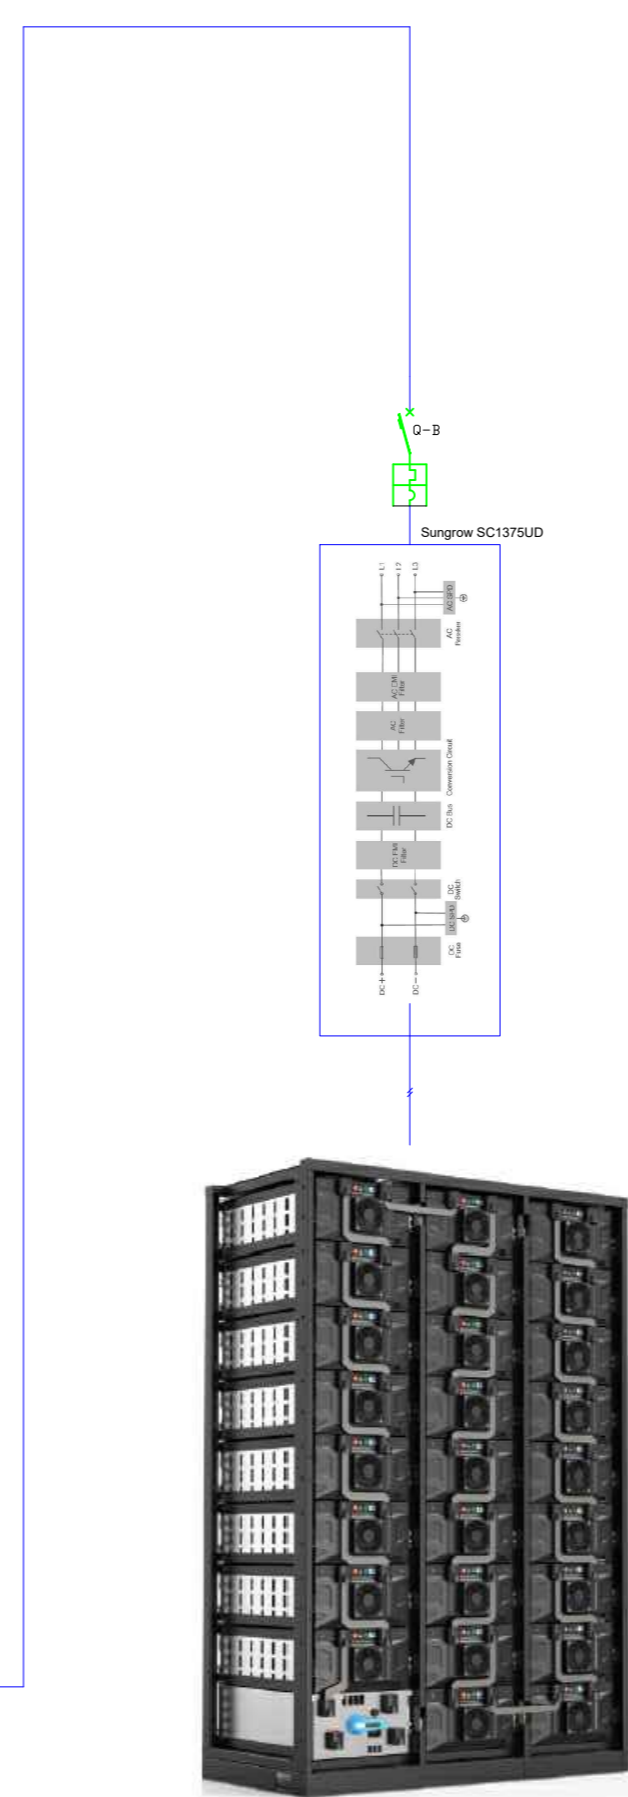 Q-B
Sungrow SC1375UD
L1
L2
L3
AC SPD
AC
AC EMI
Filter
AC
Filter
Conversion Circuit
DC Bus
DC EMI
Filter
DC
Switch
DC SPD
DC
Fuse
DC+
DC-